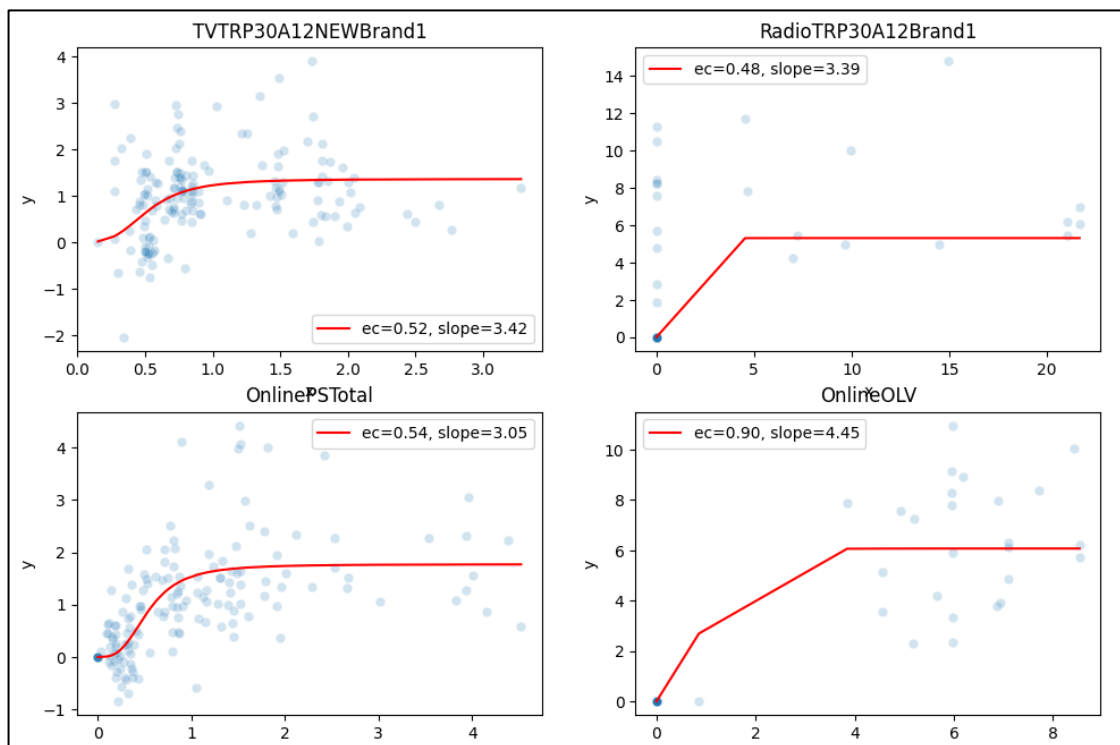 TVTRP30A12NEWBrand1
4
3
2
1
0
−1
−2
y
ec=0.52, slope=3.42
0.0 0.5 1.0 1.5 2.0 2.5 3.0
x
RadioTRP30A12Brand1
14
12
10
8
6
4
2
0
y
ec=0.48, slope=3.39
0 5 10 15 20
x
OnlinePSTotal
4
3
2
1
0
−1
y
ec=0.54, slope=3.05
0 1 2 3 4
OnlineOLV
10
8
6
4
2
0
y
ec=0.90, slope=4.45
0 2 4 6 8